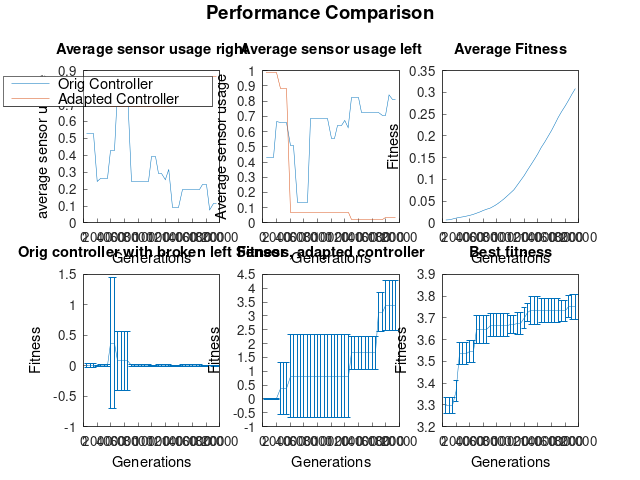 Performance Comparison
Average sensor usage right
Average sensor usage left
Average Fitness
Orig Controller
Adapted Controller
average sensor u
Average sensor usage
Fitness
0.9
0.8
0.7
0.6
0.5
0.4
0.3
0.2
0.1
0
1
0.9
0.8
0.7
0.6
0.5
0.4
0.3
0.2
0.1
0
0.35
0.3
0.25
0.2
0.15
0.1
0.05
0
Generations
Generations
Orig controller with broken left Sensor
Fitness, adapted controller
Best fitness
Fitness
Fitness
Fitness
1.5
1
0.5
0
-0.5
-1
4.5
4
3.5
3
2.5
2
1.5
1
0.5
0
-0.5
-1
3.9
3.8
3.7
3.6
3.5
3.4
3.3
3.2
Generations
Generations
Generations